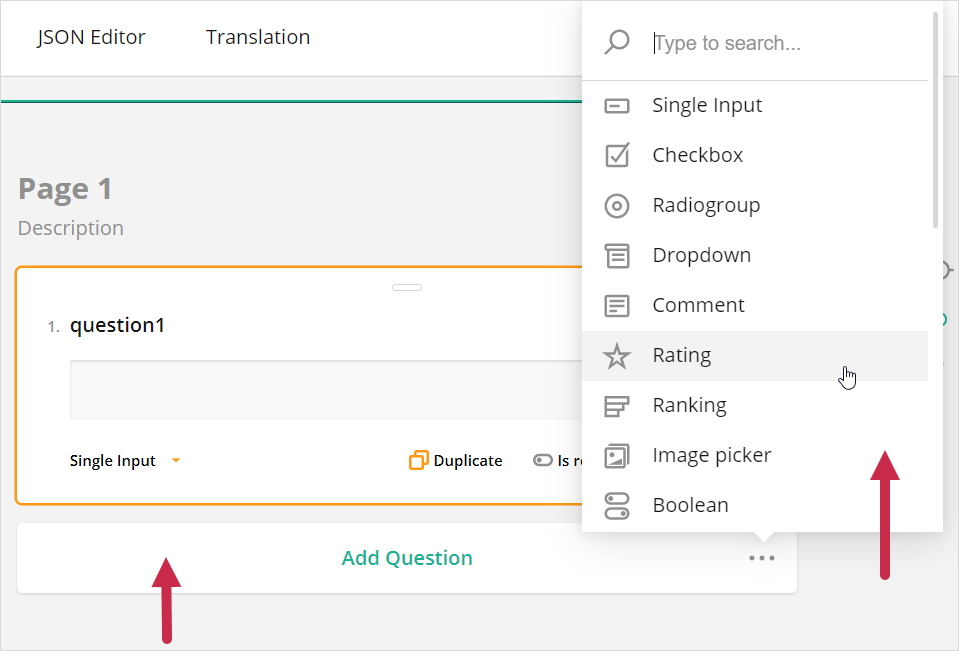 JSON Editor
Translation
Type to search...
Single Input
Checkbox
Radiogroup
Dropdown
Comment
Rating
Ranking
Image picker
Boolean
Page 1
Description
1. question1
Single Input
Duplicate
Is r
Add Question